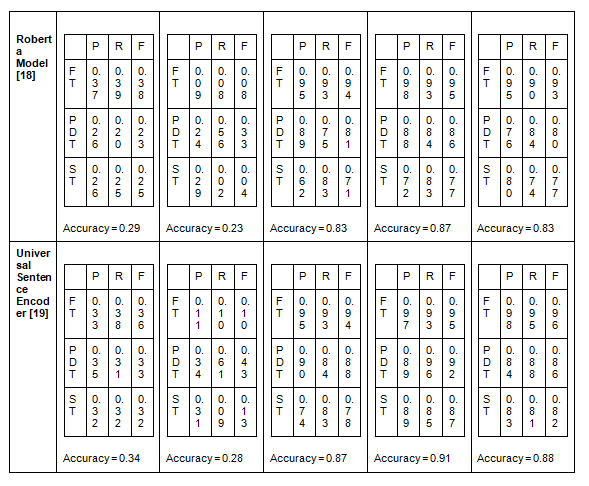 Robert
a
Model
[18]
P R F
FT 0.37 0.39 0.38
PDT 0.26 0.20 0.23
ST 0.26 0.25 0.25
Accuracy = 0.29
P R F
FT 0.09 0.08 0.08
PDT 0.24 0.56 0.33
ST 0.29 0.02 0.04
Accuracy = 0.23
P R F
FT 0.95 0.93 0.94
PDT 0.89 0.75 0.81
ST 0.62 0.83 0.71
Accuracy = 0.83
P R F
FT 0.98 0.93 0.95
PDT 0.88 0.84 0.86
ST 0.72 0.83 0.77
Accuracy = 0.87
P R F
FT 0.95 0.90 0.93
PDT 0.76 0.84 0.80
ST 0.80 0.74 0.77
Accuracy = 0.83
Univer
sal
Senten
ce
Encod
er [19]
P R F
FT 0.33 0.38 0.36
PDT 0.35 0.31 0.33
ST 0.32 0.32 0.32
Accuracy = 0.34
P R F
FT 0.11 0.10 0.10
PDT 0.34 0.61 0.43
ST 0.31 0.09 0.13
Accuracy = 0.28
P R F
FT 0.95 0.93 0.94
PDT 0.90 0.84 0.88
ST 0.74 0.84 0.78
Accuracy = 0.87
P R F
FT 0.97 0.93 0.95
PDT 0.89 0.96 0.92
ST 0.89 0.85 0.87
Accuracy = 0.91
P R F
FT 0.98 0.95 0.96
PDT 0.84 0.88 0.86
ST 0.83 0.81 0.82
Accuracy = 0.88